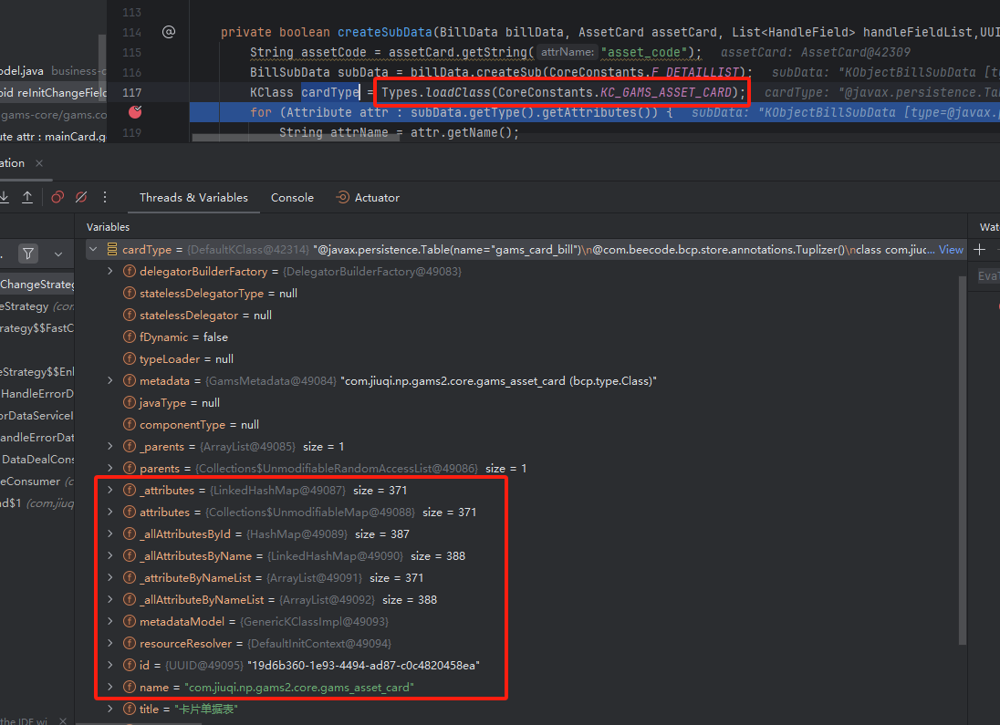 113
114 @ private boolean createSubData(BillData billData, AssetCard assetCard, List<HandleField> handleFieldList,UUI
115 String assetCode = assetCard.getString( attrName: "asset_code"); assetCard: AssetCard@42309
odel.java business-c
116 BillSubData subData = billData.createSub(CoreConstants.F_DETAILLIST); subData: "KObjectBillSubData [ty
oid reInitChangeField
117 KClass cardType = Types.loadClass(CoreConstants.KC_GAMS_ASSET_CARD); cardType: "@javax.persistence.Tab
-gams-core/gams.co
for (Attribute attr : subData.getType().getAttributes()) { subData: "KObjectBillSubData [type=@javax.p
ute attr : mainCard.g
119 String attrName = attr.getName();
ation
Threads & Variables Console Actuator
Variables
Wat
cardType = {DefaultKClass@42314} "@javax.persistence.Table(name="gams_card_bill")\n@com.beecode.bcp.store.annotations.Tuplizer()\nclass com.jiuc... View
delegatorBuilderFactory = {DelegatorBuilderFactory@49083}
Eval
ChangeStrateg
statelessDelegatorType = null
eStrategy (con
statelessDelegator = null
rategy$$FastC
fDynamic = false
typeLoader = null
eStrategy$$Enl
metadata = {GamsMetadata@49084} "com.jiuqi.np.gams2.core.gams_asset_card (bcp.type.Class)"
HandleErrorD
javaType = null
orDataServiceI
componentType = null
andleErrorDat
_parents = {ArrayList@49085} size = 1
DataDealCons
parents = {Collections$UnmodifiableRandomAccessList@49086} size = 1
eConsumer (c
_attributes = {LinkedHashMap@49087} size = 371
nd$1 (com.jiuq
attributes = {Collections$UnmodifiableMap@49088} size = 371
_allAttributesById = {HashMap@49089} size = 387
_allAttributesByName = {LinkedHashMap@49090} size = 388
_attributeByNameList = {ArrayList@49091} size = 371
_allAttributeByNameList = {ArrayList@49092} size = 388
metadataModel = {GenericKClassImpl@49093}
resourceResolver = {DefaultInitContext@49094}
id = {UUID@49095} "19d6b360-1e93-4494-ad87-c0c4820458ea"
name = "com.jiuqi.np.gams2.core.gams_asset_card"
title = "卡片单据表"
the IDE wi